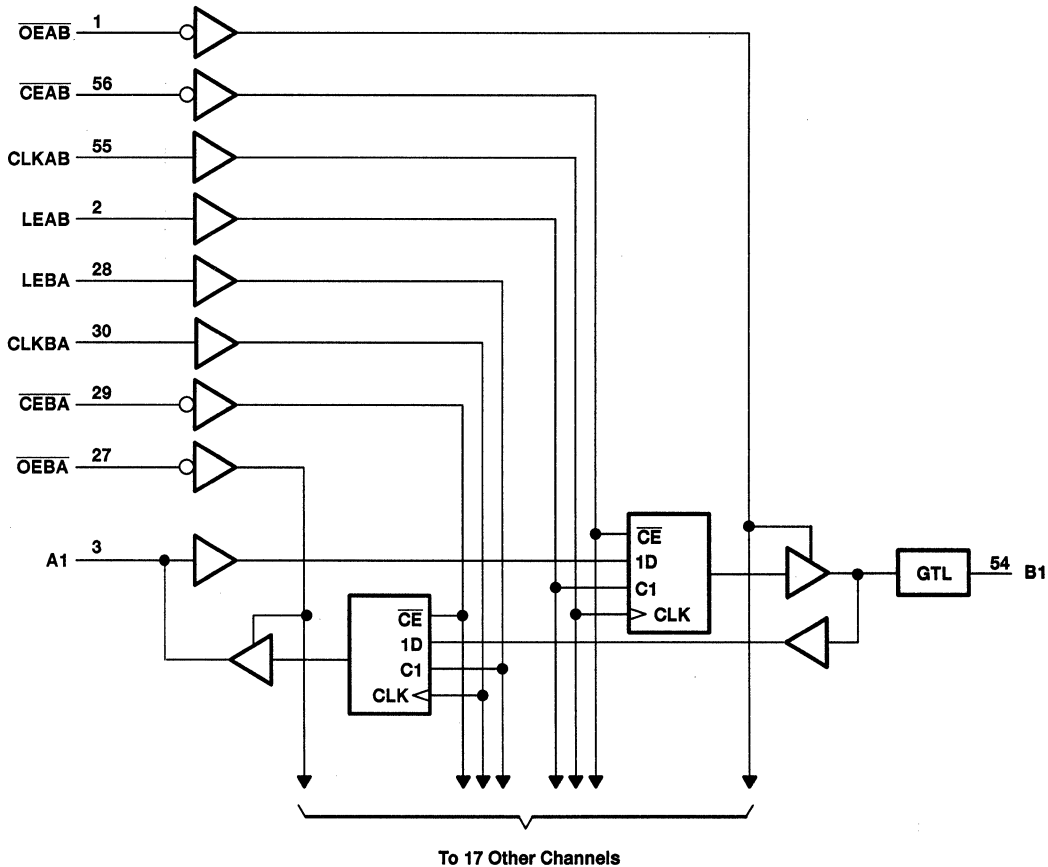 OEAB 1
CEAB 56
CLKAB 55
LEAB 2
LEBA 28
CLKBA 30
CEBA 29
OEBA 27
A1 3
CE
1D
C1
CLK
GTL
54 B1
CE
1D
C1
CLK
To 17 Other Channels